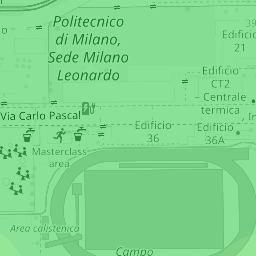 Politecnico
di Milano,
Sede Milano
Leonardo
Edificio
21
Edificio
CT2
– Centrale
termica
Via Carlo Pascal
Edificio
36
Edificio
36A
Masterclass
area
Area calistenica
Campo